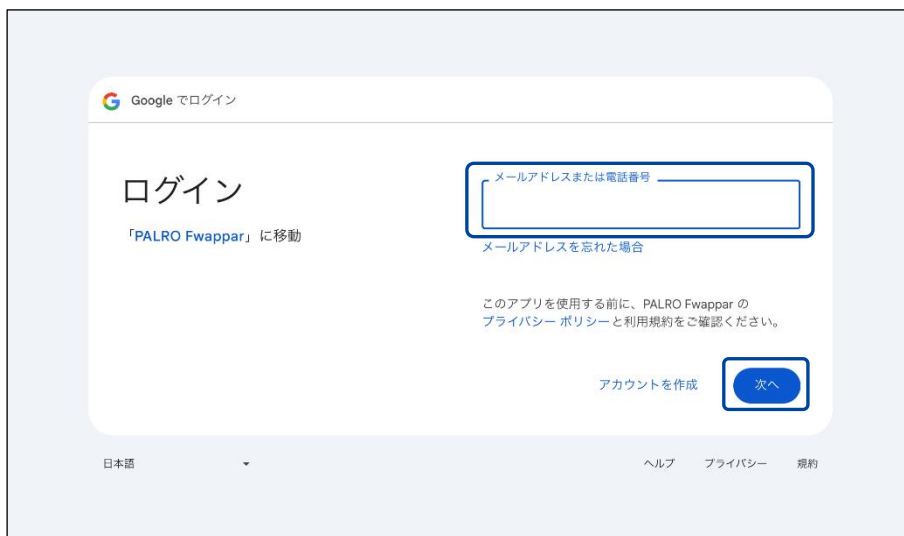 Google でログイン
ログイン
「PALRO Fwappar」に移動
メールアドレスまたは電話番号
メールアドレスを忘れた場合
このアプリを使用する前に、PALRO Fwappar の
プライバシー ポリシーと利用規約をご確認ください。
アカウントを作成
次へ
日本語
ヘルプ
プライバシー
規約